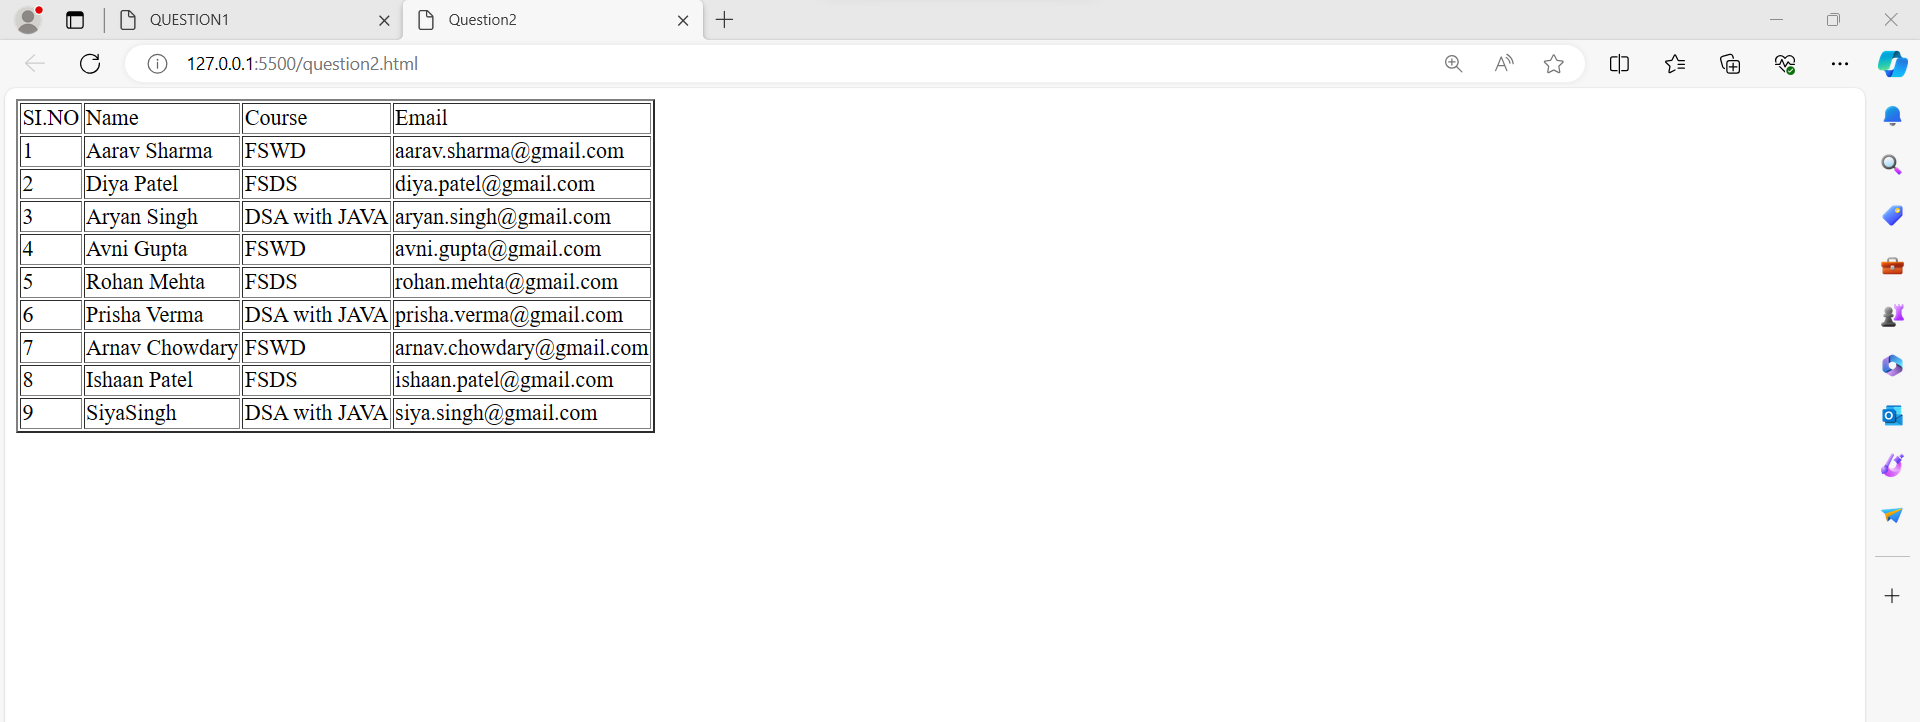 QUESTION1 Question2
127.0.0.1:5500/question2.html
SI.NO Name Course Email
1 Aarav Sharma FSWD aarav.sharma@gmail.com
2 Diya Patel FSDS diya.patel@gmail.com
3 Aryan Singh DSA with JAVA aryan.singh@gmail.com
4 Avni Gupta FSWD avni.gupta@gmail.com
5 Rohan Mehta FSDS rohan.mehta@gmail.com
6 Prisha Verma DSA with JAVA prisha.verma@gmail.com
7 Arnav Chowdary FSWD arnav.chowdary@gmail.com
8 Ishaan Patel FSDS ishaan.patel@gmail.com
9 SiyaSingh DSA with JAVA siya.singh@gmail.com